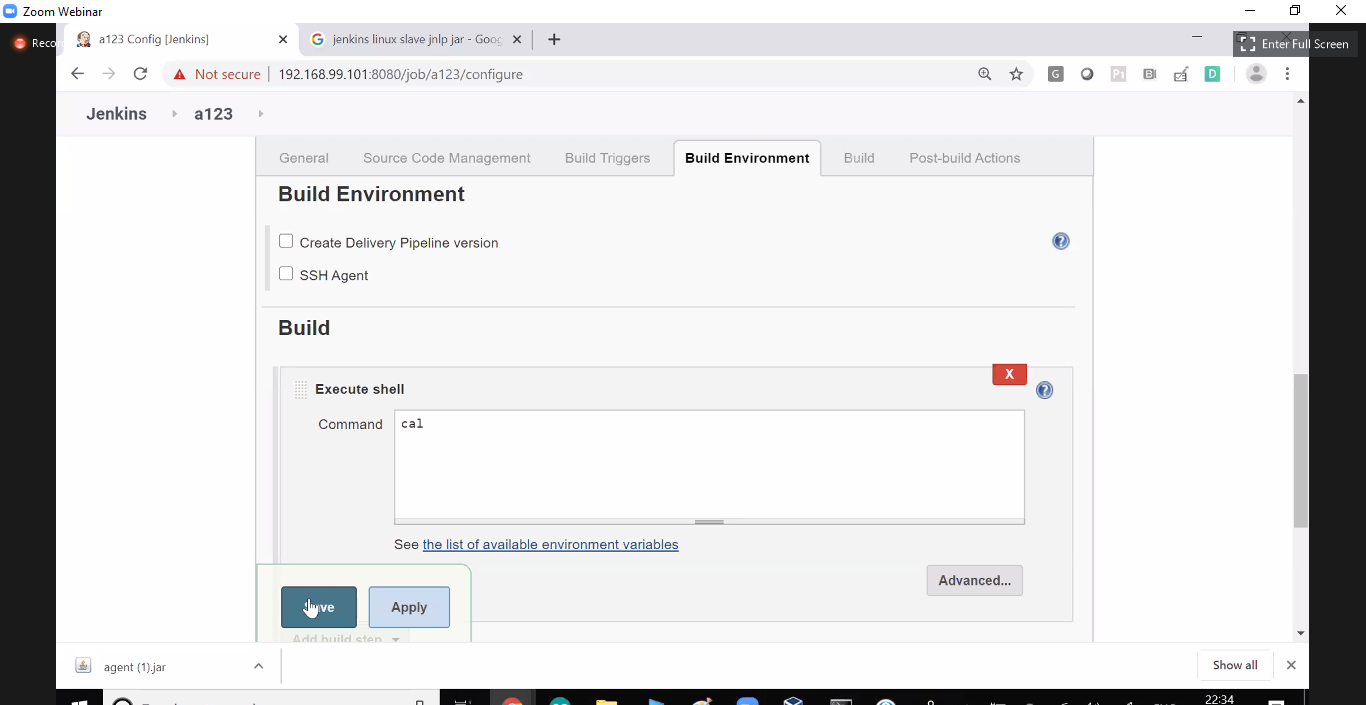 Zoom Webinar
Recor
a123 Config [Jenkins]
jenkins linux slave jnlp jar - Goog
Enter Full Screen
Not secure
192.168.99.101:8080/job/a123/configure
Jenkins
a123
General
Source Code Management
Build Triggers
Build Environment
Build
Post-build Actions
Build Environment
Create Delivery Pipeline version
SSH Agent
Build
X
Execute shell
Command
cal
See the list of available environment variables
Advanced...
Save
Apply
Add build step
agent (1).jar
Show all
22:34